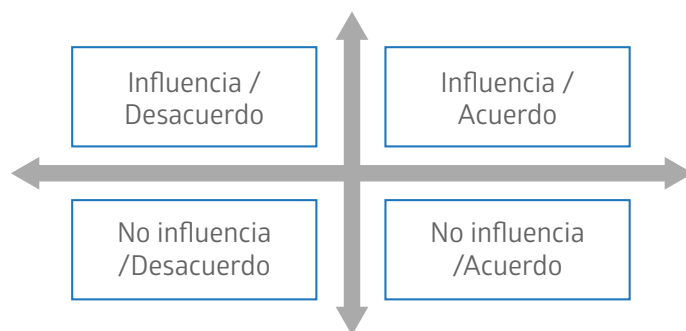 Influencia /
Desacuerdo
Influencia /
Acuerdo
No influencia
/Desacuerdo
No influencia
/Acuerdo